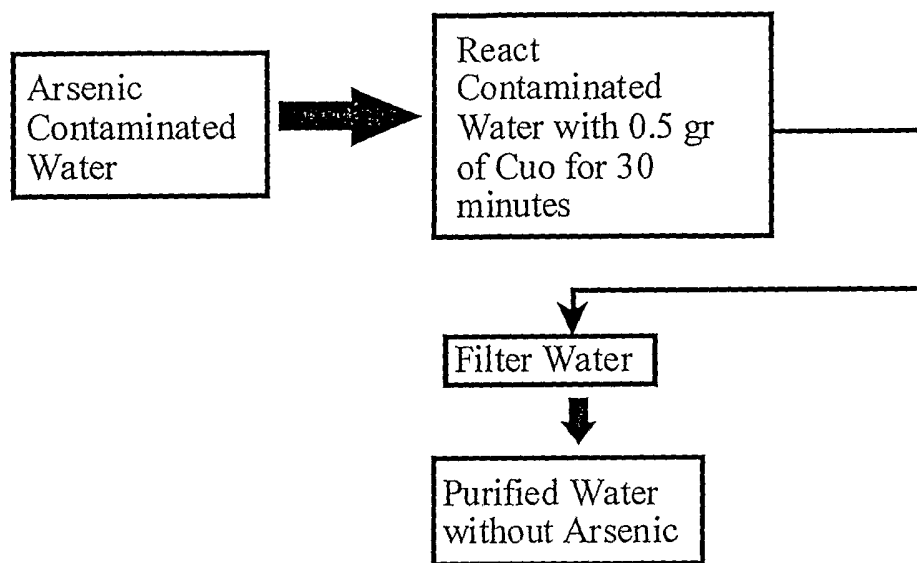 Arsenic
Contaminated
Water
React
Contaminated
Water with 0.5 gr
of Cuo for 30
minutes
Filter Water
Purified Water
without Arsenic